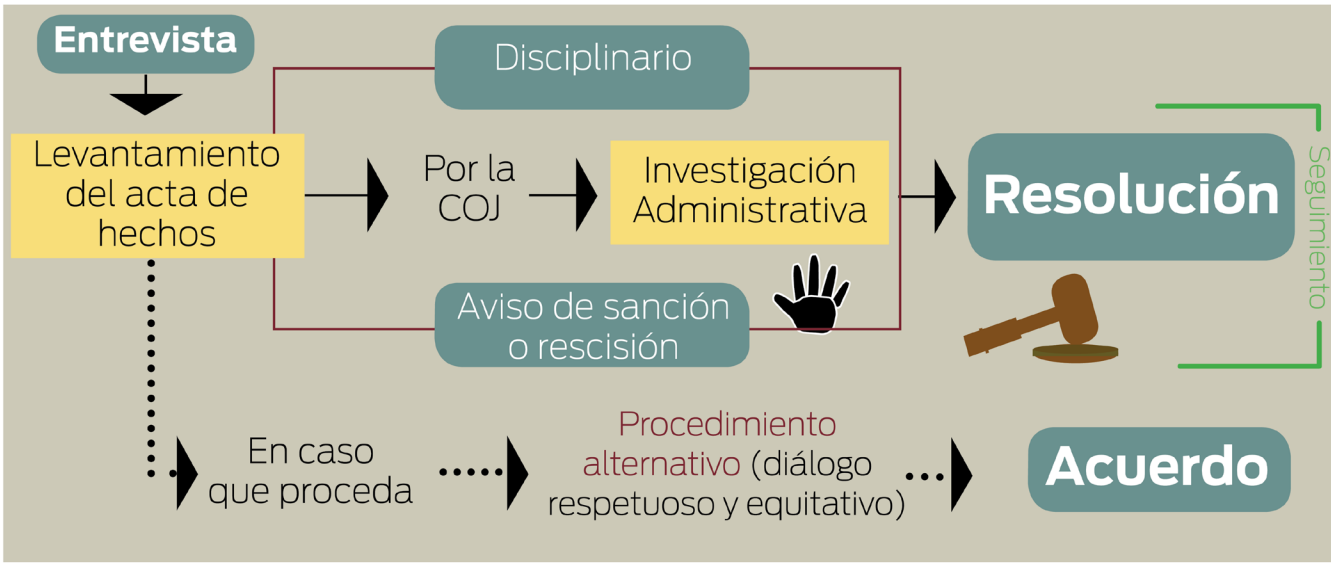 Entrevista
Levantamiento
del acta de
hechos
Disciplinario
Por la
COJ
Investigación
Administrativa
Aviso de sanción
o rescisión
Resolución
Seguimiento
En caso
que proceda
Procedimiento
alternativo (diálogo
respetuoso y equitativo)
Acuerdo